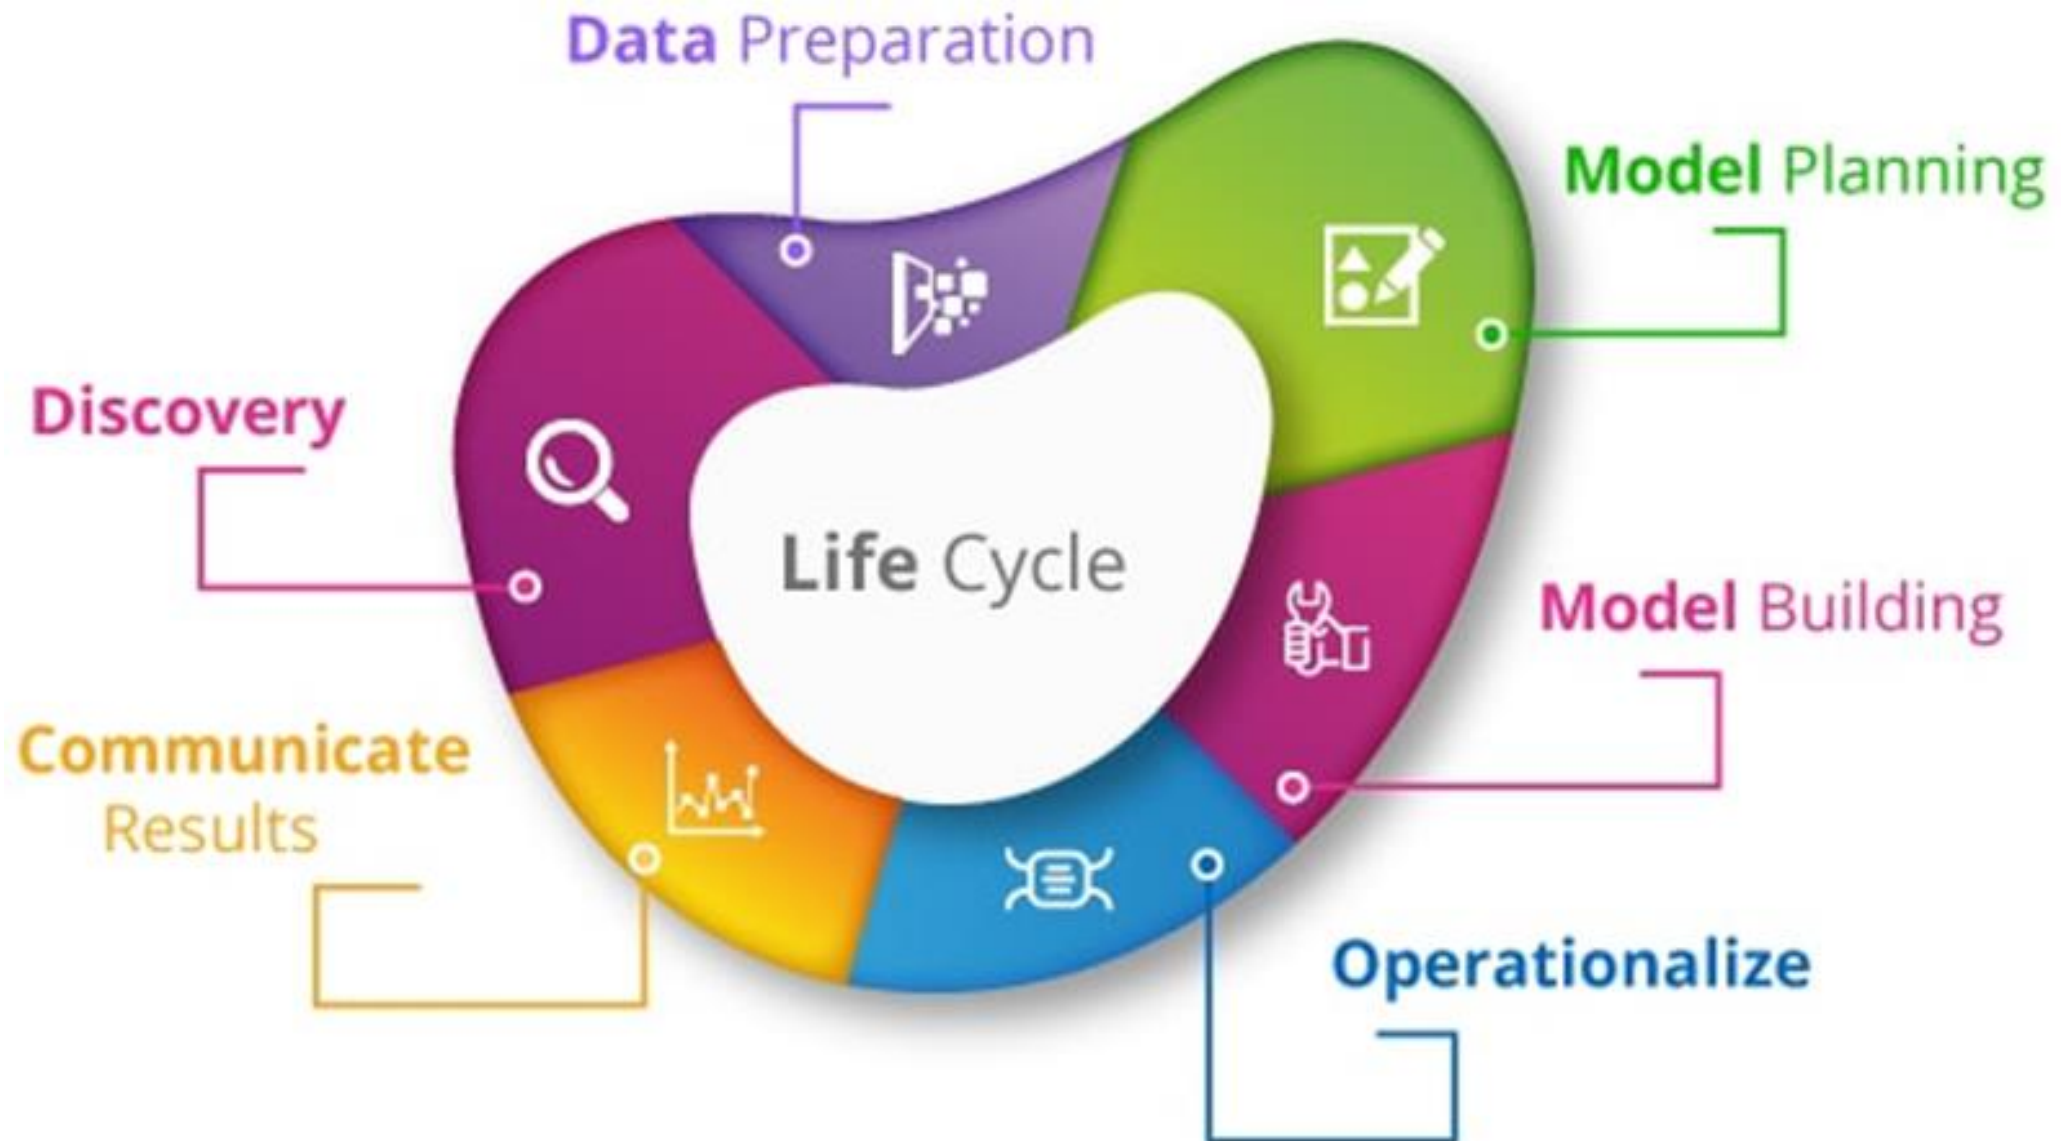 Data Preparation
Model Planning
Discovery
Life Cycle
Model Building
Communicate
Results
Operationalize